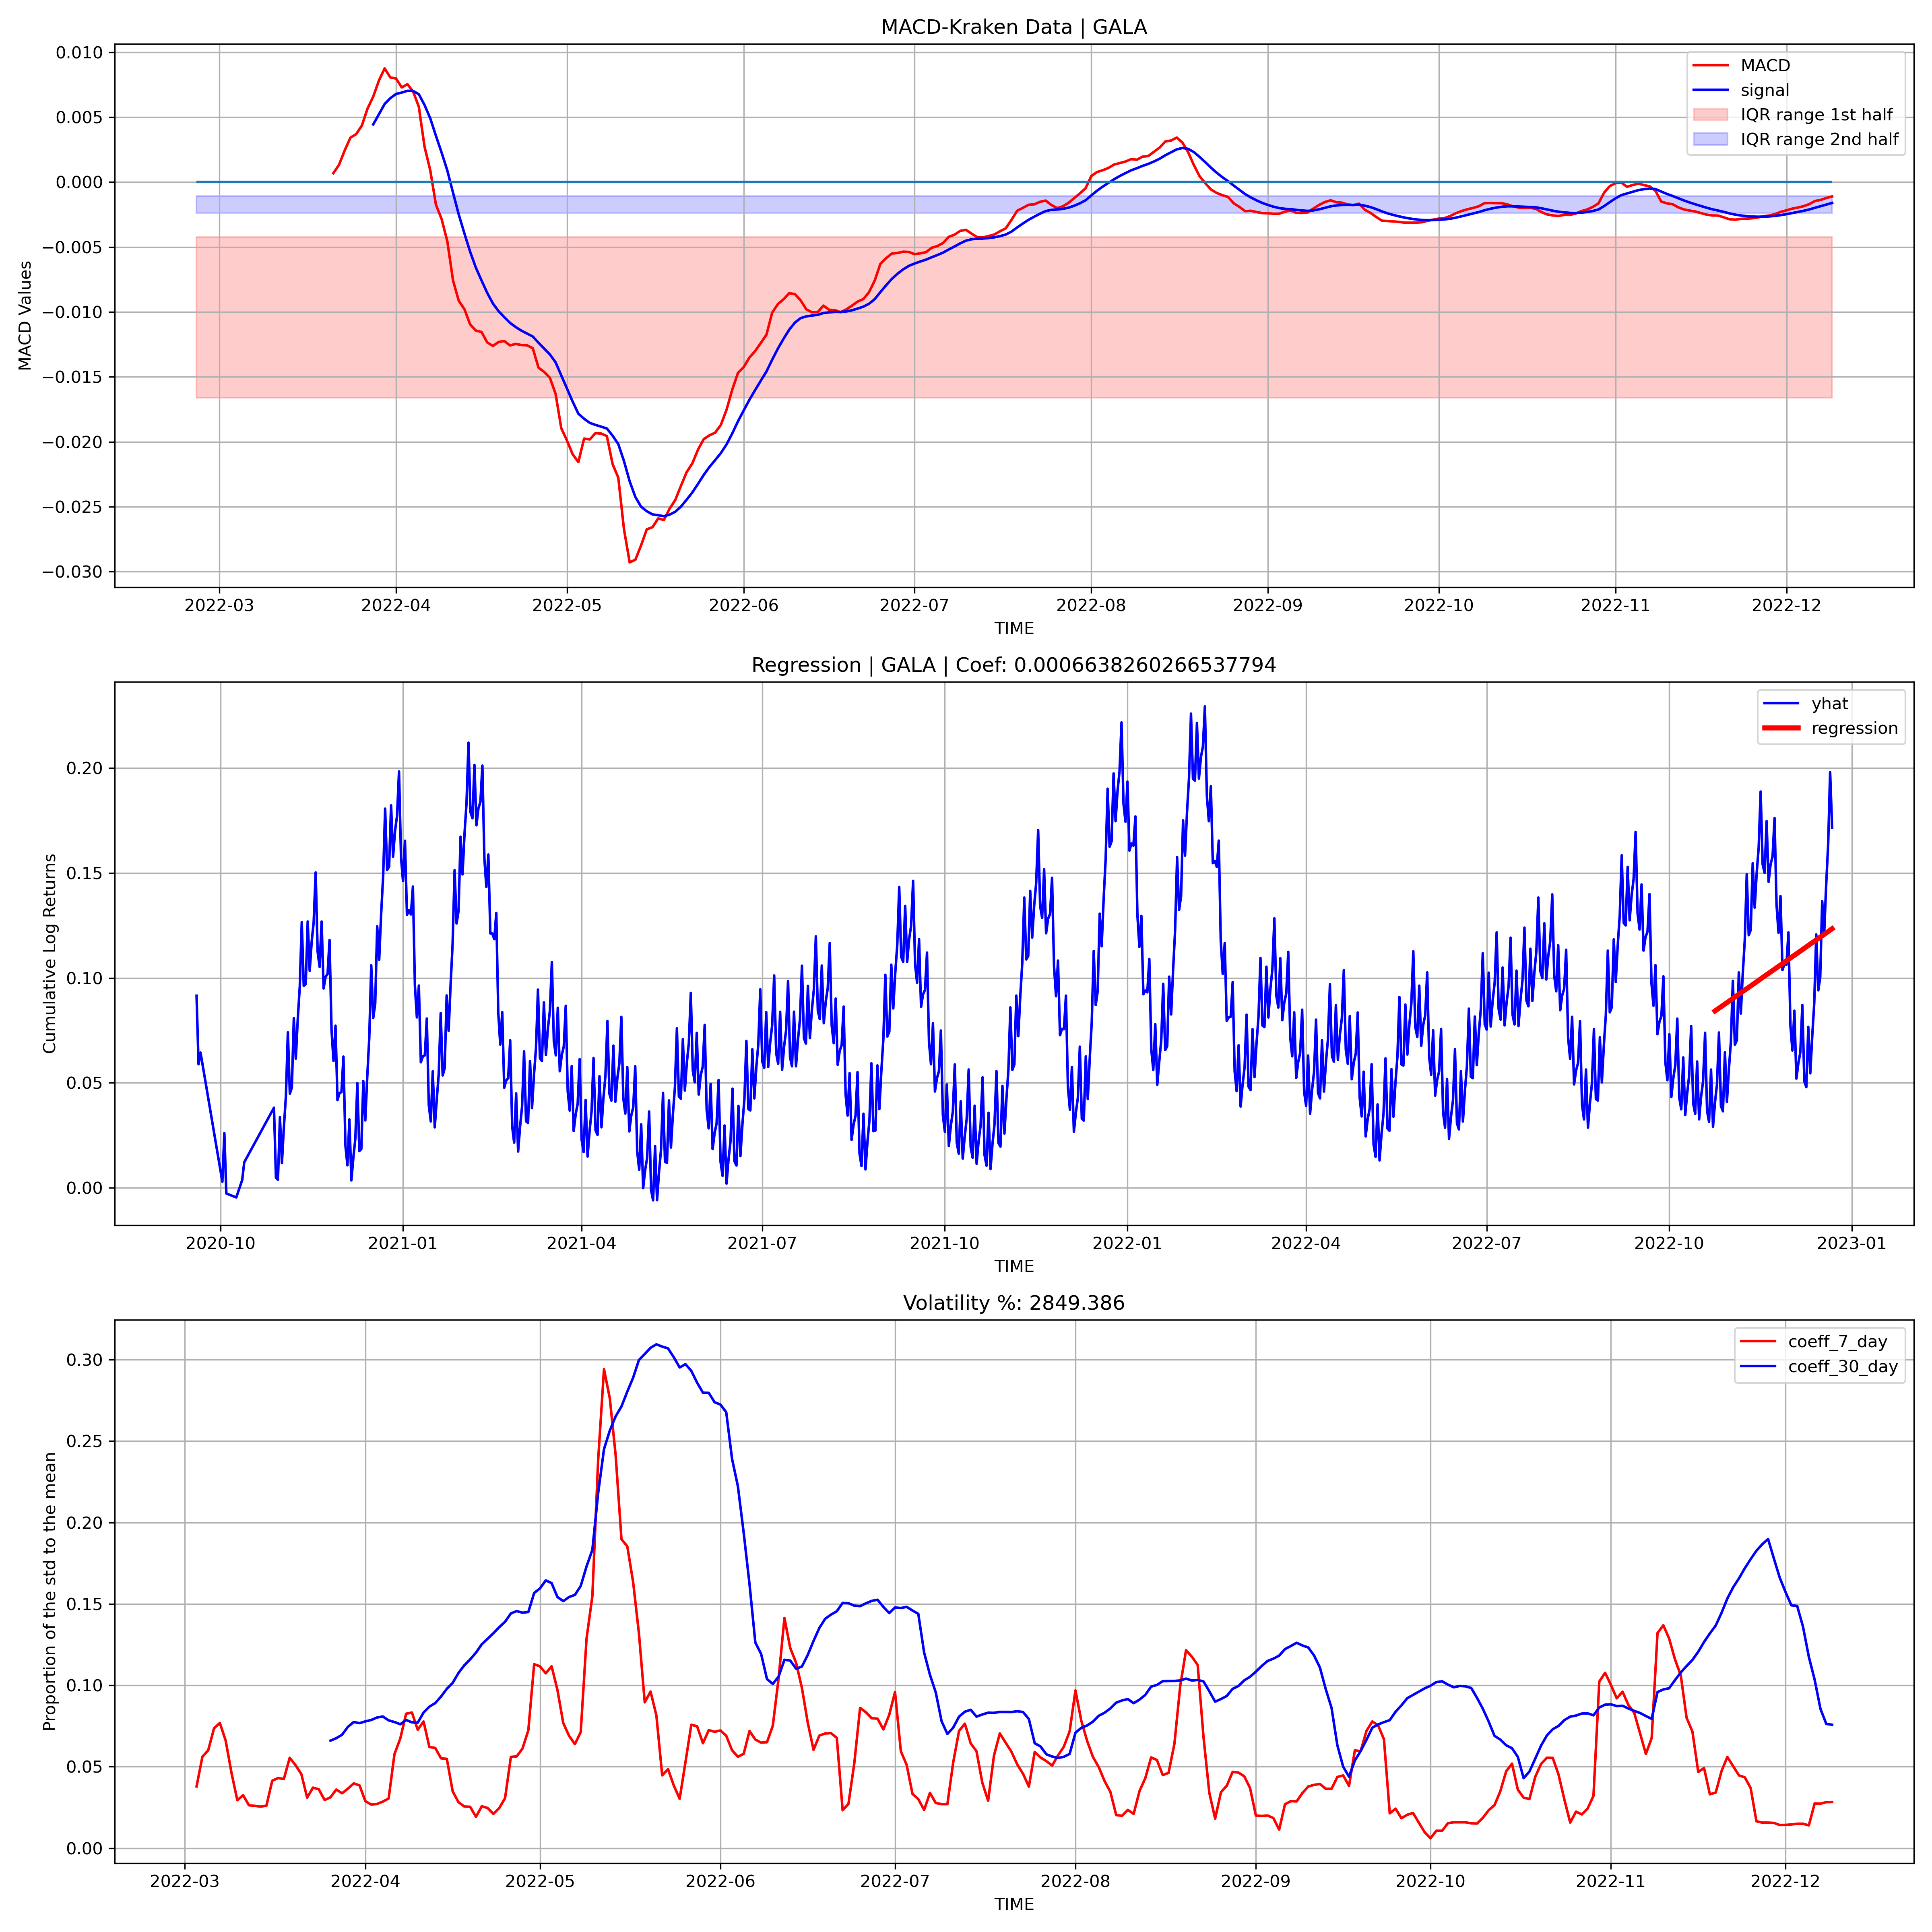 MACD-Kraken Data | GALA
0.010
0.005
0.000
−0.005
−0.010
−0.015
−0.020
−0.025
−0.030
MACD Values
MACD
signal
IQR range 1st half
IQR range 2nd half
2022-03 2022-04 2022-05 2022-06 2022-07 2022-08 2022-09 2022-10 2022-11 2022-12
TIME
Regression | GALA | Coef: 0.0006638260266537794
0.20
0.15
0.10
0.05
0.00
Cumulative Log Returns
yhat
regression
2020-10 2021-01 2021-04 2021-07 2021-10 2022-01 2022-04 2022-07 2022-10 2023-01
TIME
Volatility %: 2849.386
0.30
0.25
0.20
0.15
0.10
0.05
0.00
Proportion of the std to the mean
coeff_7_day
coeff_30_day
2022-03 2022-04 2022-05 2022-06 2022-07 2022-08 2022-09 2022-10 2022-11 2022-12
TIME